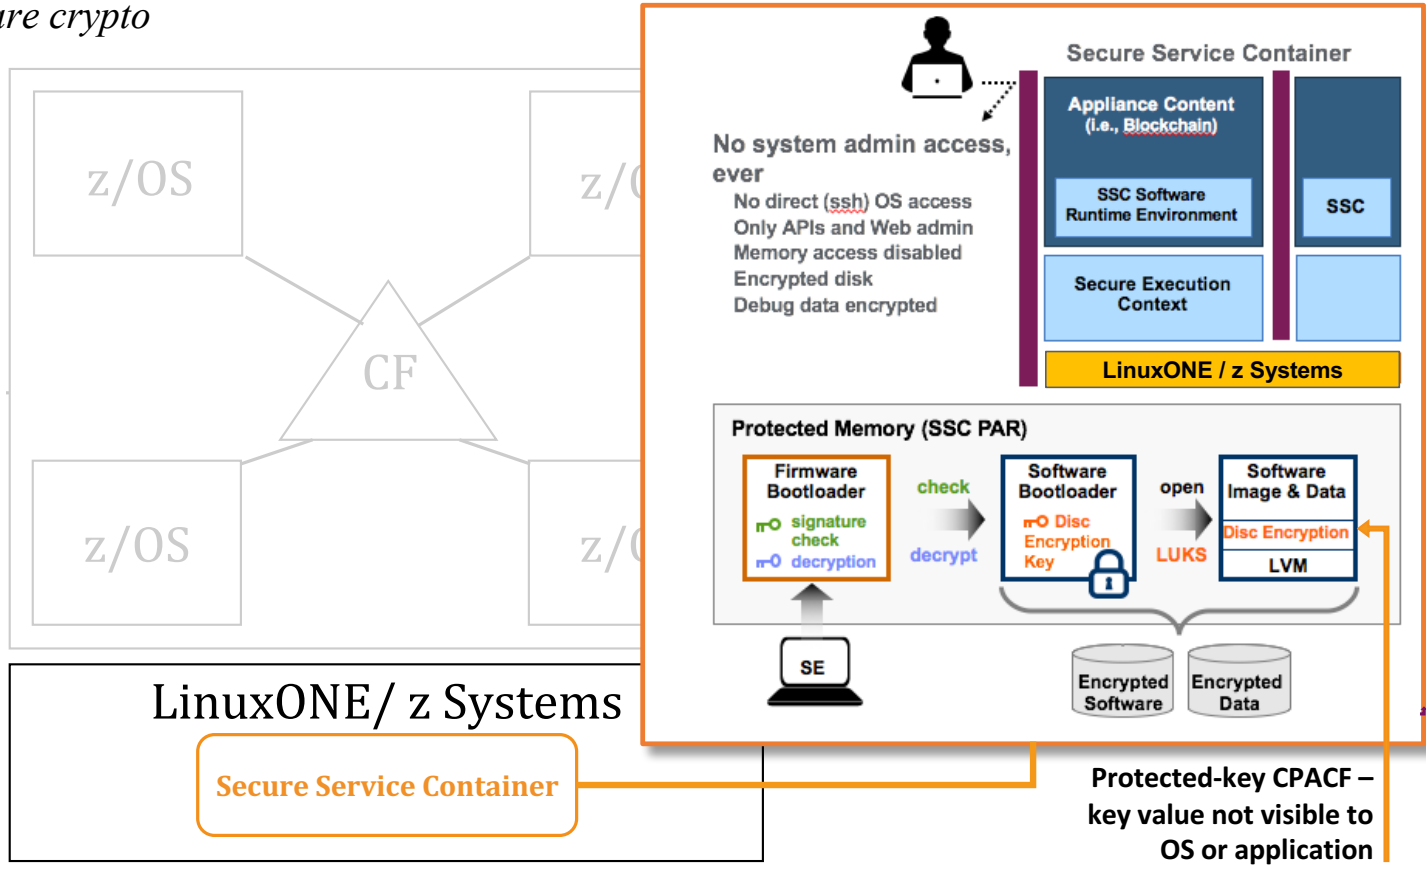 are crypto
z/OS
z/
CF
z/OS
z/
LinuxONE/ z Systems
Secure Service Container
Secure Service Container
Appliance Content
(i.e., Blockchain)
SSC Software
Runtime Environment
SSC
Secure Execution
Context
LinuxONE / z Systems
No system admin access,
ever
No direct (ssh) OS access
Only APIs and Web admin
Memory access disabled
Encrypted disk
Debug data encrypted
Protected Memory (SSC PAR)
Firmware
Bootloader
signature
check
decryption
check
decrypt
Software
Bootloader
Disc
Encryption
Key
open
LUKS
Software
Image & Data
Disc Encryption
LVM
SE
Encrypted
Software
Encrypted
Data
Protected-key CPACF –
key value not visible to
OS or application